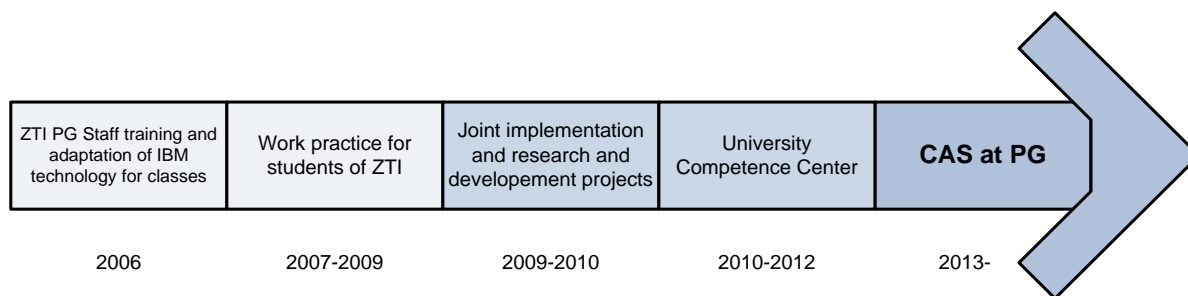 ZTI PG Staff training and
adaptation of IBM
technology for classes
Work practice for
students of ZTI
Joint implementation
and research and
developement projects
University
Competence Center
CAS at PG
2006
2007-2009
2009-2010
2010-2012
2013-